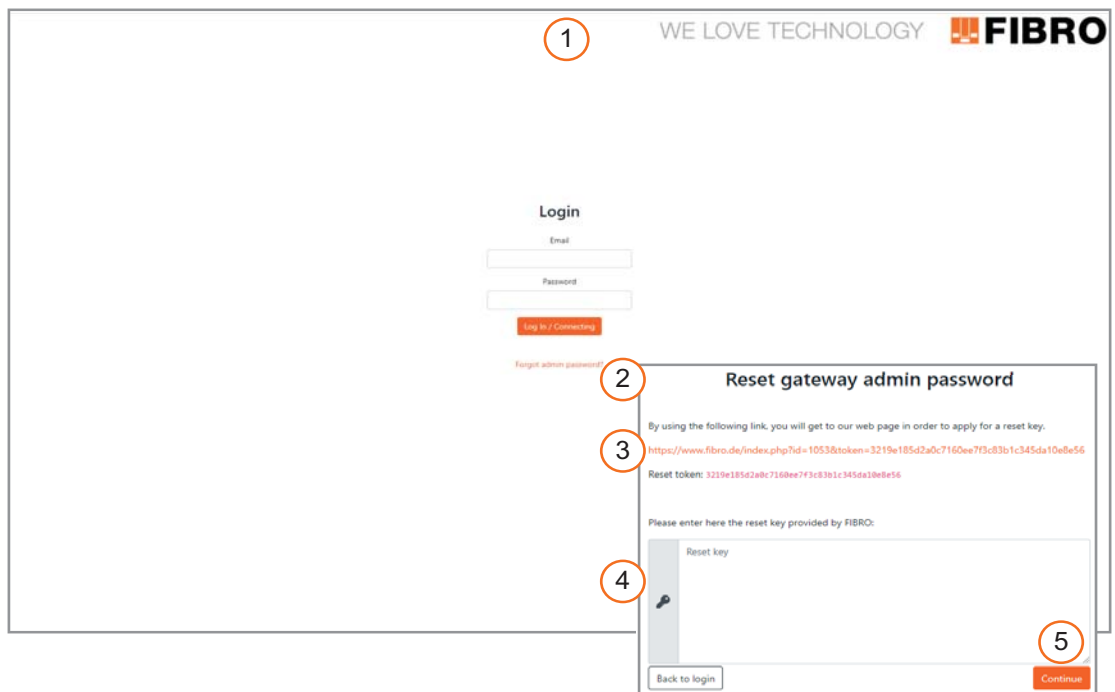 1
WE LOVE TECHNOLOGY FIBRO
Login
Email
Password
Log In / Connecting
Forgot admin password?
2
Reset gateway admin password
By using the following link, you will get to our web page in order to apply for a reset key.
3
https://www.fibro.de/index.php?id=1053&token=3219e185d2a0c7160ee7f3c83b1c345da10e8e56
Reset token: 3219e185d2a0c7160ee7f3c83b1c345da10e8e56
Please enter here the reset key provided by FIBRO:
Reset key
4
5
Back to login
Continue